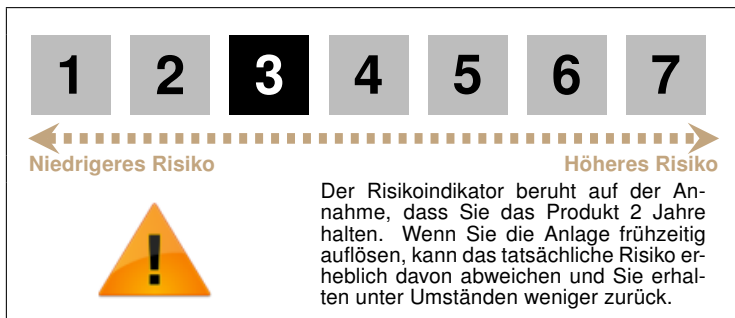 1 2 3 4 5 6 7
Niedrigeres Risiko Höheres Risiko
Der Risikoindikator beruht auf der An-
nahme, dass Sie das Produkt 2 Jahre
halten. Wenn Sie die Anlage frühzeitig
auflösen, kann das tatsächliche Risiko er-
heblich davon abweichen und Sie erhal-
ten unter Umständen weniger zurück.
!